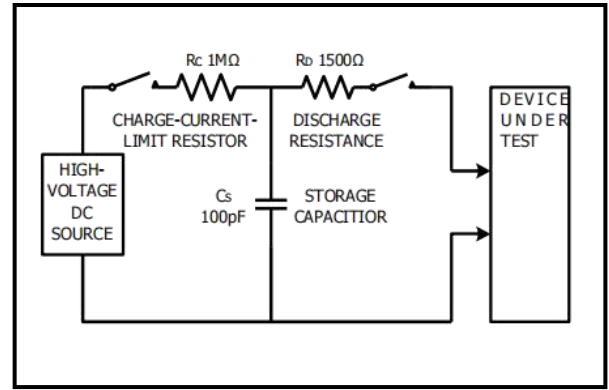 Rc 1MΩ
RD 1500Ω
CHARGE-CURRENT-
LIMIT RESISTOR
DISCHARGE
RESISTANCE
DEVICE
UNDER
TEST
HIGH-
VOLTAGE
DC
SOURCE
Cs
100pF
STORAGE
CAPACITIOR